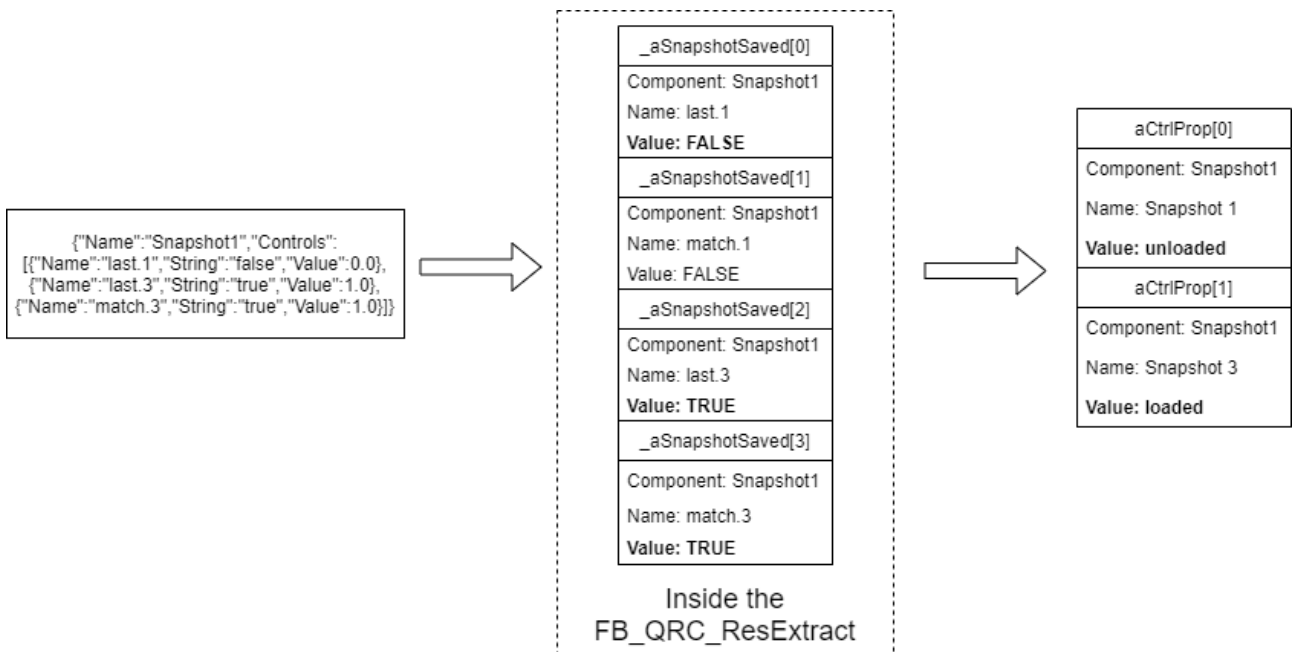 {"Name":"Snapshot1","Controls":
[{"Name":"last.1","String":"false","Value":0.0},
{"Name":"last.3","String":"true","Value":1.0},
{"Name":"match.3","String":"true","Value":1.0}]}
_aSnapshotSaved[0]
Component: Snapshot1
Name: last.1
Value: FALSE
_aSnapshotSaved[1]
Component: Snapshot1
Name: match.1
Value: FALSE
_aSnapshotSaved[2]
Component: Snapshot1
Name: last.3
Value: TRUE
_aSnapshotSaved[3]
Component: Snapshot1
Name: match.3
Value: TRUE
Inside the
FB_QRC_ResExtract
aCtrlProp[0]
Component: Snapshot1
Name: Snapshot 1
Value: unloaded
aCtrlProp[1]
Component: Snapshot1
Name: Snapshot 3
Value: loaded